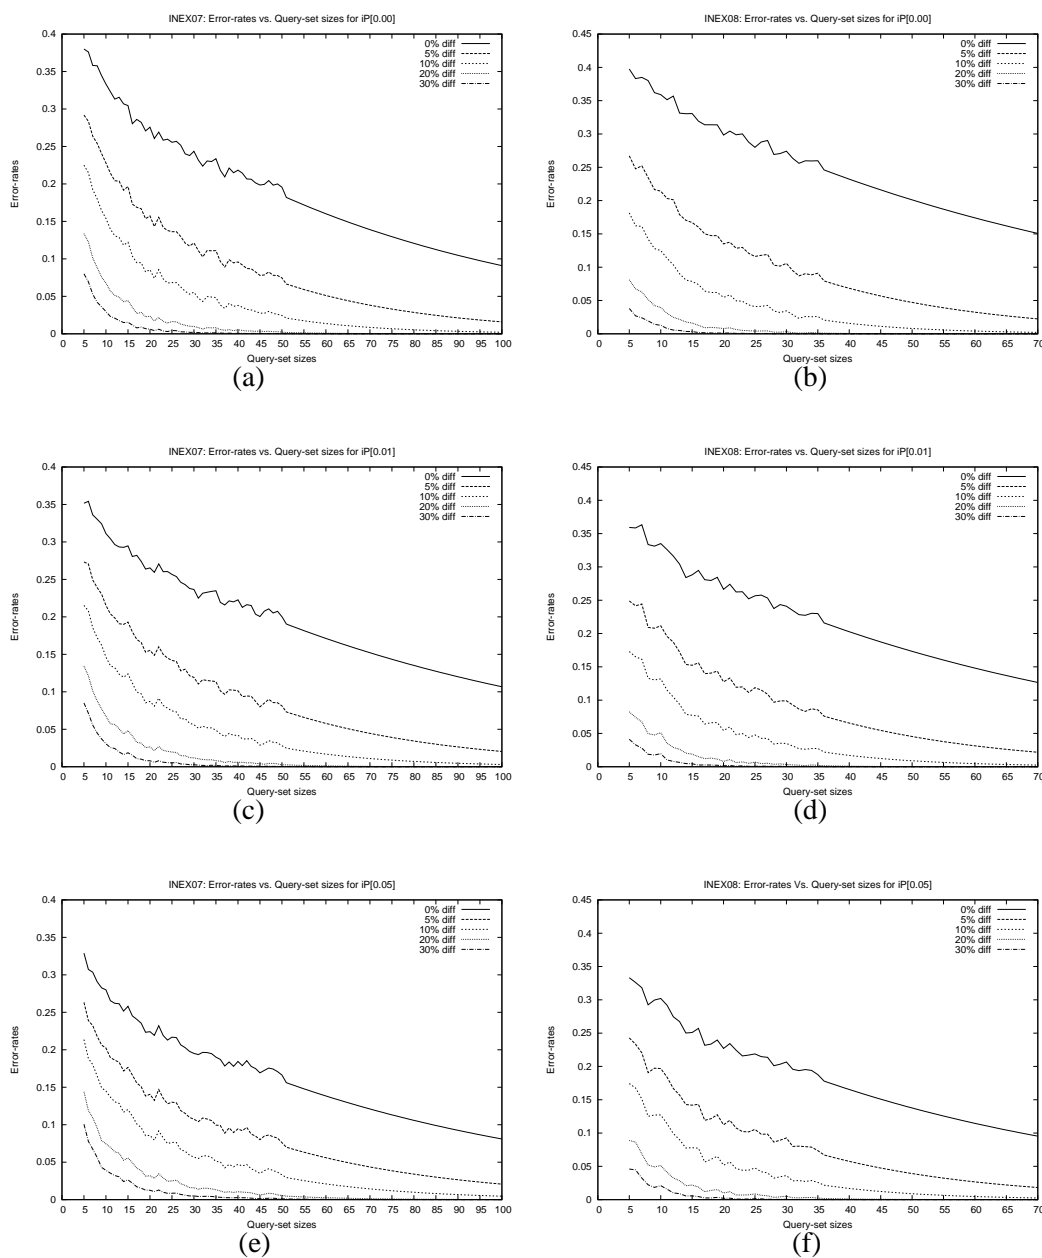 INEX07: Error-rates vs. Query-set sizes for iP[0.00]
0.4
0.35
0.3
0.25
0.2
0.15
0.1
0.05
0
Error-rates
0% diff
5% diff
10% diff
20% diff
30% diff
0 5 10 15 20 25 30 35 40 45 50 55 60 65 70 75 80 85 90 95 100
Query-set sizes
(a)
INEX08: Error-rates vs. Query-set sizes for iP[0.00]
0.45
0.4
0.35
0.3
0.25
0.2
0.15
0.1
0.05
0
Error-rates
0% diff
5% diff
10% diff
20% diff
30% diff
0 5 10 15 20 25 30 35 40 45 50 55 60 65 70
Query-set sizes
(b)
INEX07: Error-rates vs. Query-set sizes for iP[0.01]
0.4
0.35
0.3
0.25
0.2
0.15
0.1
0.05
0
Error-rates
0% diff
5% diff
10% diff
20% diff
30% diff
0 5 10 15 20 25 30 35 40 45 50 55 60 65 70 75 80 85 90 95 100
Query-set sizes
(c)
INEX08: Error-rates vs. Query-set sizes for iP[0.01]
0.45
0.4
0.35
0.3
0.25
0.2
0.15
0.1
0.05
0
Error-rates
0% diff
5% diff
10% diff
20% diff
30% diff
0 5 10 15 20 25 30 35 40 45 50 55 60 65 70
Query-set sizes
(d)
INEX07: Error-rates vs. Query-set sizes for iP[0.05]
0.4
0.35
0.3
0.25
0.2
0.15
0.1
0.05
0
Error-rates
0% diff
5% diff
10% diff
20% diff
30% diff
0 5 10 15 20 25 30 35 40 45 50 55 60 65 70 75 80 85 90 95 100
Query-set sizes
(e)
INEX08: Error-rates Vs. Query-set sizes for iP[0.05]
0.45
0.4
0.35
0.3
0.25
0.2
0.15
0.1
0.05
0
Error-rates
0% diff
5% diff
10% diff
20% diff
30% diff
0 5 10 15 20 25 30 35 40 45 50 55 60 65 70
Query-set sizes
(f)